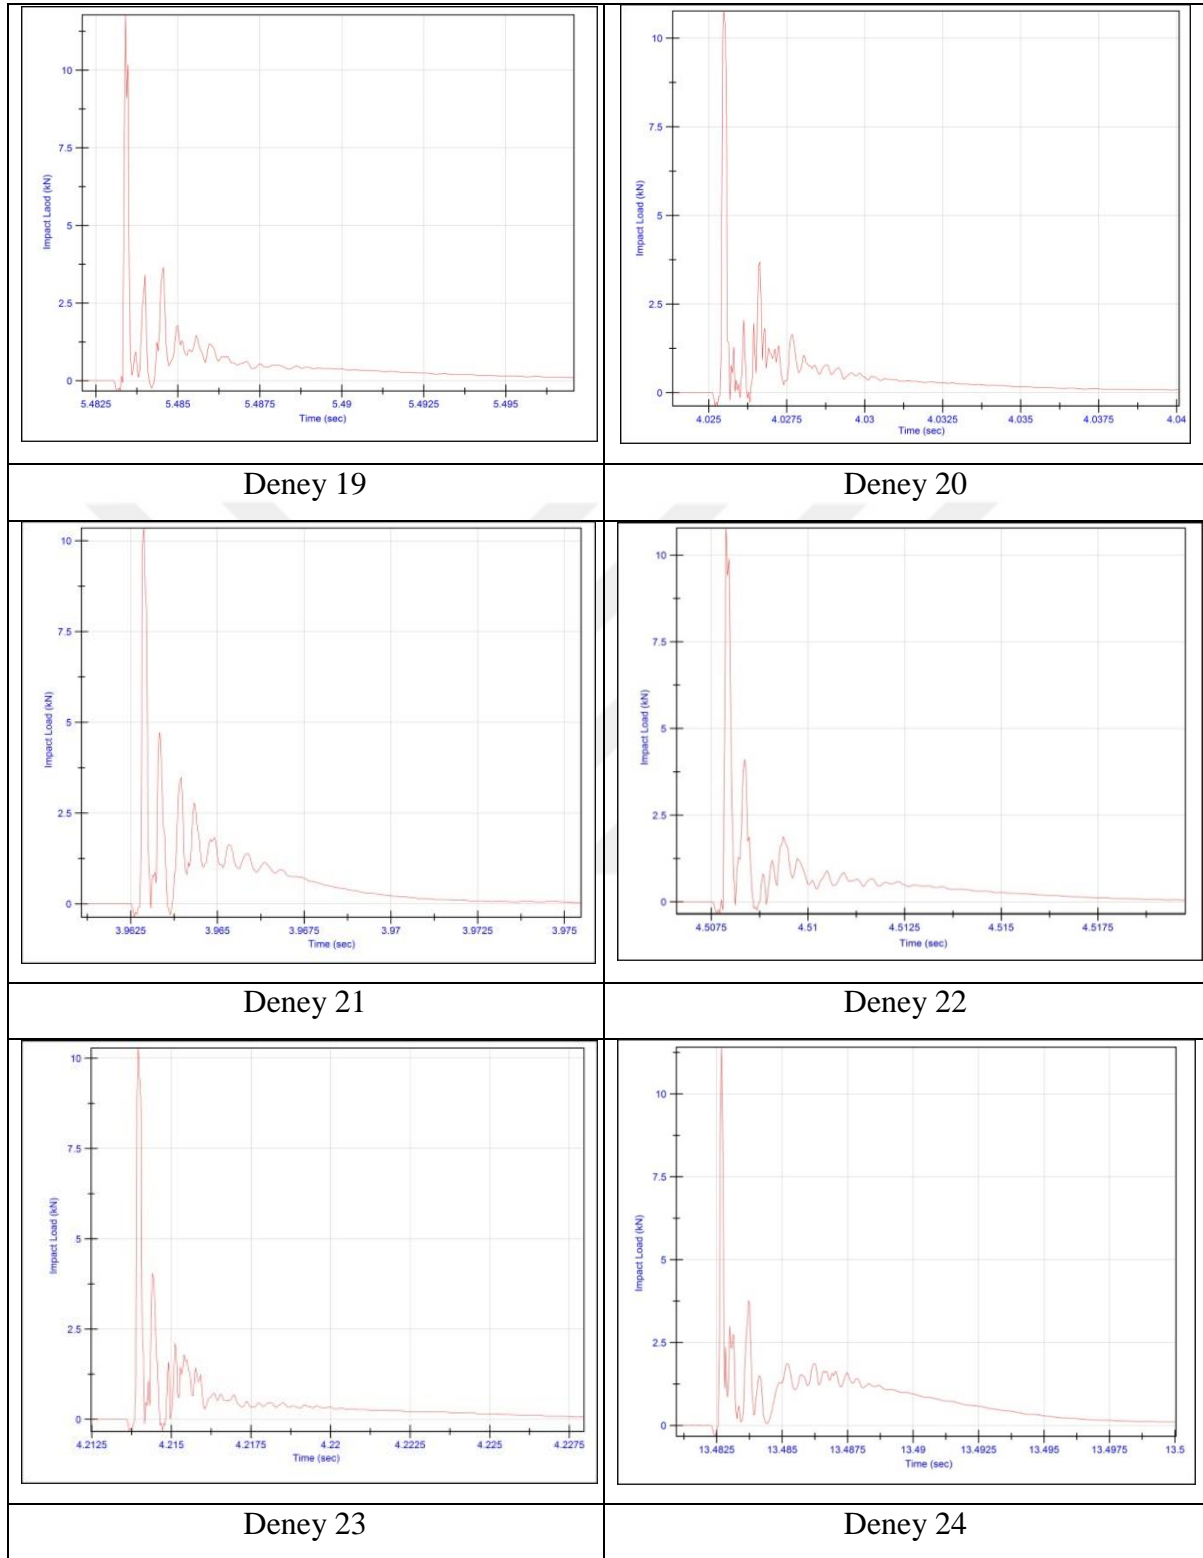 10
7.5
5
2.5
0
Impact Laod (kN)
5.4825 5.485 5.4875 5.49 5.4925 5.495
Time (sec)
10
7.5
5
2.5
0
Impact Load (kN)
4.025 4.0275 4.03 4.0325 4.035 4.0375 4.04
Time (sec)
Deney 19 Deney 20
10
7.5
5
2.5
0
Impact Load (kN)
3.9625 3.965 3.9675 3.97 3.9725 3.975
Time (sec)
10
7.5
5
2.5
0
Impact Load (kN)
4.5075 4.51 4.5125 4.515 4.5175
Time (sec)
Deney 21 Deney 22
10
7.5
5
2.5
0
Impact Load (kN)
4.2125 4.215 4.2175 4.22 4.2225 4.225 4.2275
Time (sec)
10
7.5
5
2.5
0
Impact Load (kN)
13.4825 13.485 13.4875 13.49 13.4925 13.495 13.4975 13.5
Time (sec)
Deney 23 Deney 24